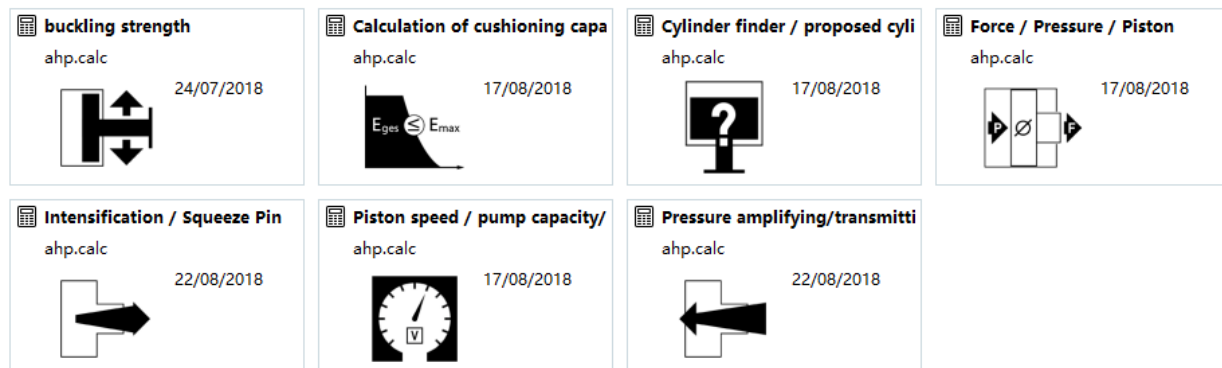 buckling strength
ahp.calc
24/07/2018
Calculation of cushioning capa
ahp.calc
17/08/2018
Eges ≤ Emax
Cylinder finder / proposed cyli
ahp.calc
17/08/2018
?
Force / Pressure / Piston
ahp.calc
17/08/2018
P Ø F
Intensification / Squeeze Pin
ahp.calc
22/08/2018
Piston speed / pump capacity/
ahp.calc
17/08/2018
V
Pressure amplifying/transmitti
ahp.calc
22/08/2018